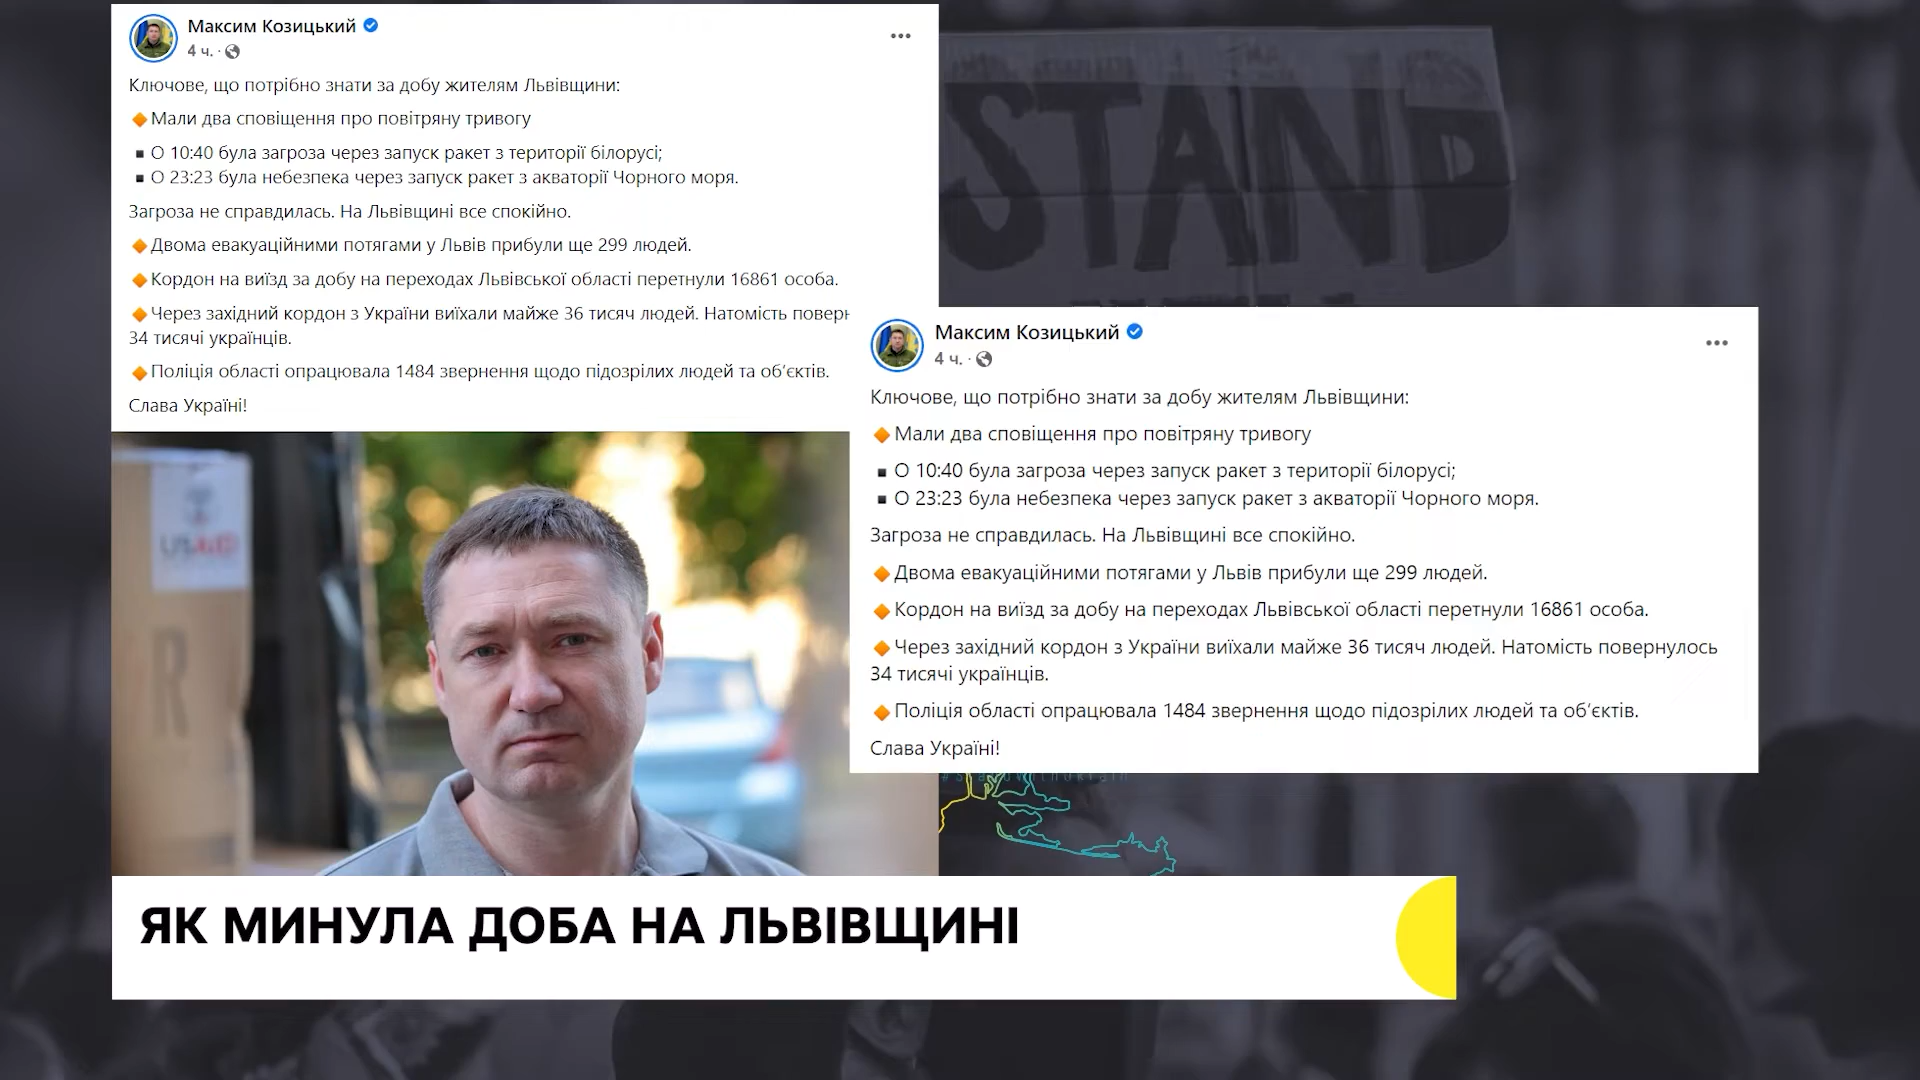 Максим Козицький
4 ч. ·
Ключове, що потрібно знати за добу жителям Львівщини:
Мали два сповіщення про повітряну тривогу
О 10:40 була загроза через запуск ракет з території білорусі;
О 23:23 була небезпека через запуск ракет з акваторії Чорного моря.
Загроза не справдилась. На Львівщині все спокійно.
Двома евакуаційними потягами у Львів прибули ще 299 людей.
Кордон на виїзд за добу на переходах Львівської області перетнули 16861 особа.
Через західний кордон з України виїхали майже 36 тисяч людей. Натомість
34 тисячі українців.
Поліція області опрацювала 1484 звернення щодо підозрілих людей та об’єктів.
Слава Україні!
STAND
USAID
R
Максим Козицький
4 ч. ·
Ключове, що потрібно знати за добу жителям Львівщини:
Мали два сповіщення про повітряну тривогу
О 10:40 була загроза через запуск ракет з території білорусі;
О 23:23 була небезпека через запуск ракет з акваторії Чорного моря.
Загроза не справдилась. На Львівщині все спокійно.
Двома евакуаційними потягами у Львів прибули ще 299 людей.
Кордон на виїзд за добу на переходах Львівської області перетнули 16861 особа.
Через західний кордон з України виїхали майже 36 тисяч людей. Натомість повернулось
34 тисячі українців.
Поліція області опрацювала 1484 звернення щодо підозрілих людей та об’єктів.
Слава Україні!
ЯК МИНУЛА ДОБА НА ЛЬВІВЩИНІ